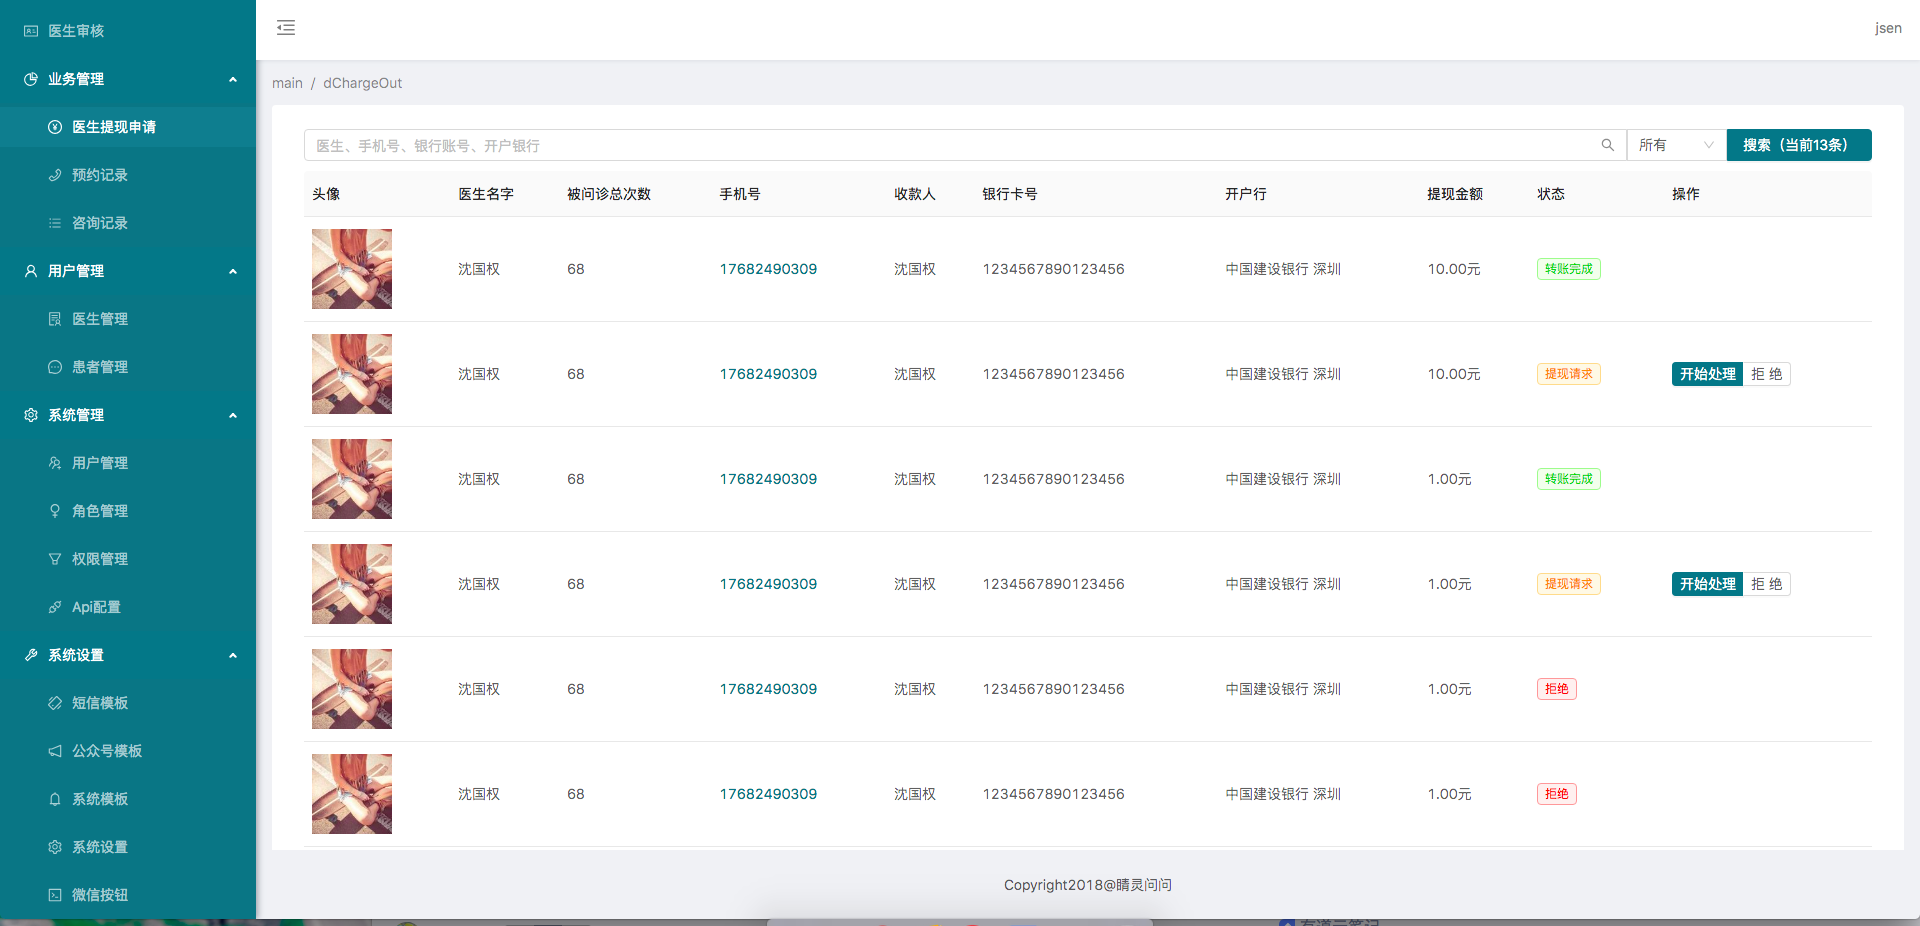 医生审核
业务管理
医生提现申请
预约记录
咨询记录
用户管理
医生管理
患者管理
系统管理
用户管理
角色管理
权限管理
Api配置
系统设置
短信模板
公众号模板
系统模板
系统设置
微信按钮
jsen
main / dChargeOut
医生、手机号、银行账号、开户银行 所有 搜索（当前13条）
头像 医生名字 被问诊总次数 手机号 收款人 银行卡号 开户行 提现金额 状态 操作
沈国权 68 17682490309 沈国权 1234567890123456 中国建设银行 深圳 10.00元 转账完成
沈国权 68 17682490309 沈国权 1234567890123456 中国建设银行 深圳 10.00元 提现请求 开始处理 拒 绝
沈国权 68 17682490309 沈国权 1234567890123456 中国建设银行 深圳 1.00元 转账完成
沈国权 68 17682490309 沈国权 1234567890123456 中国建设银行 深圳 1.00元 提现请求 开始处理 拒 绝
沈国权 68 17682490309 沈国权 1234567890123456 中国建设银行 深圳 1.00元 拒绝
沈国权 68 17682490309 沈国权 1234567890123456 中国建设银行 深圳 1.00元 拒绝
Copyright2018@睛灵问问